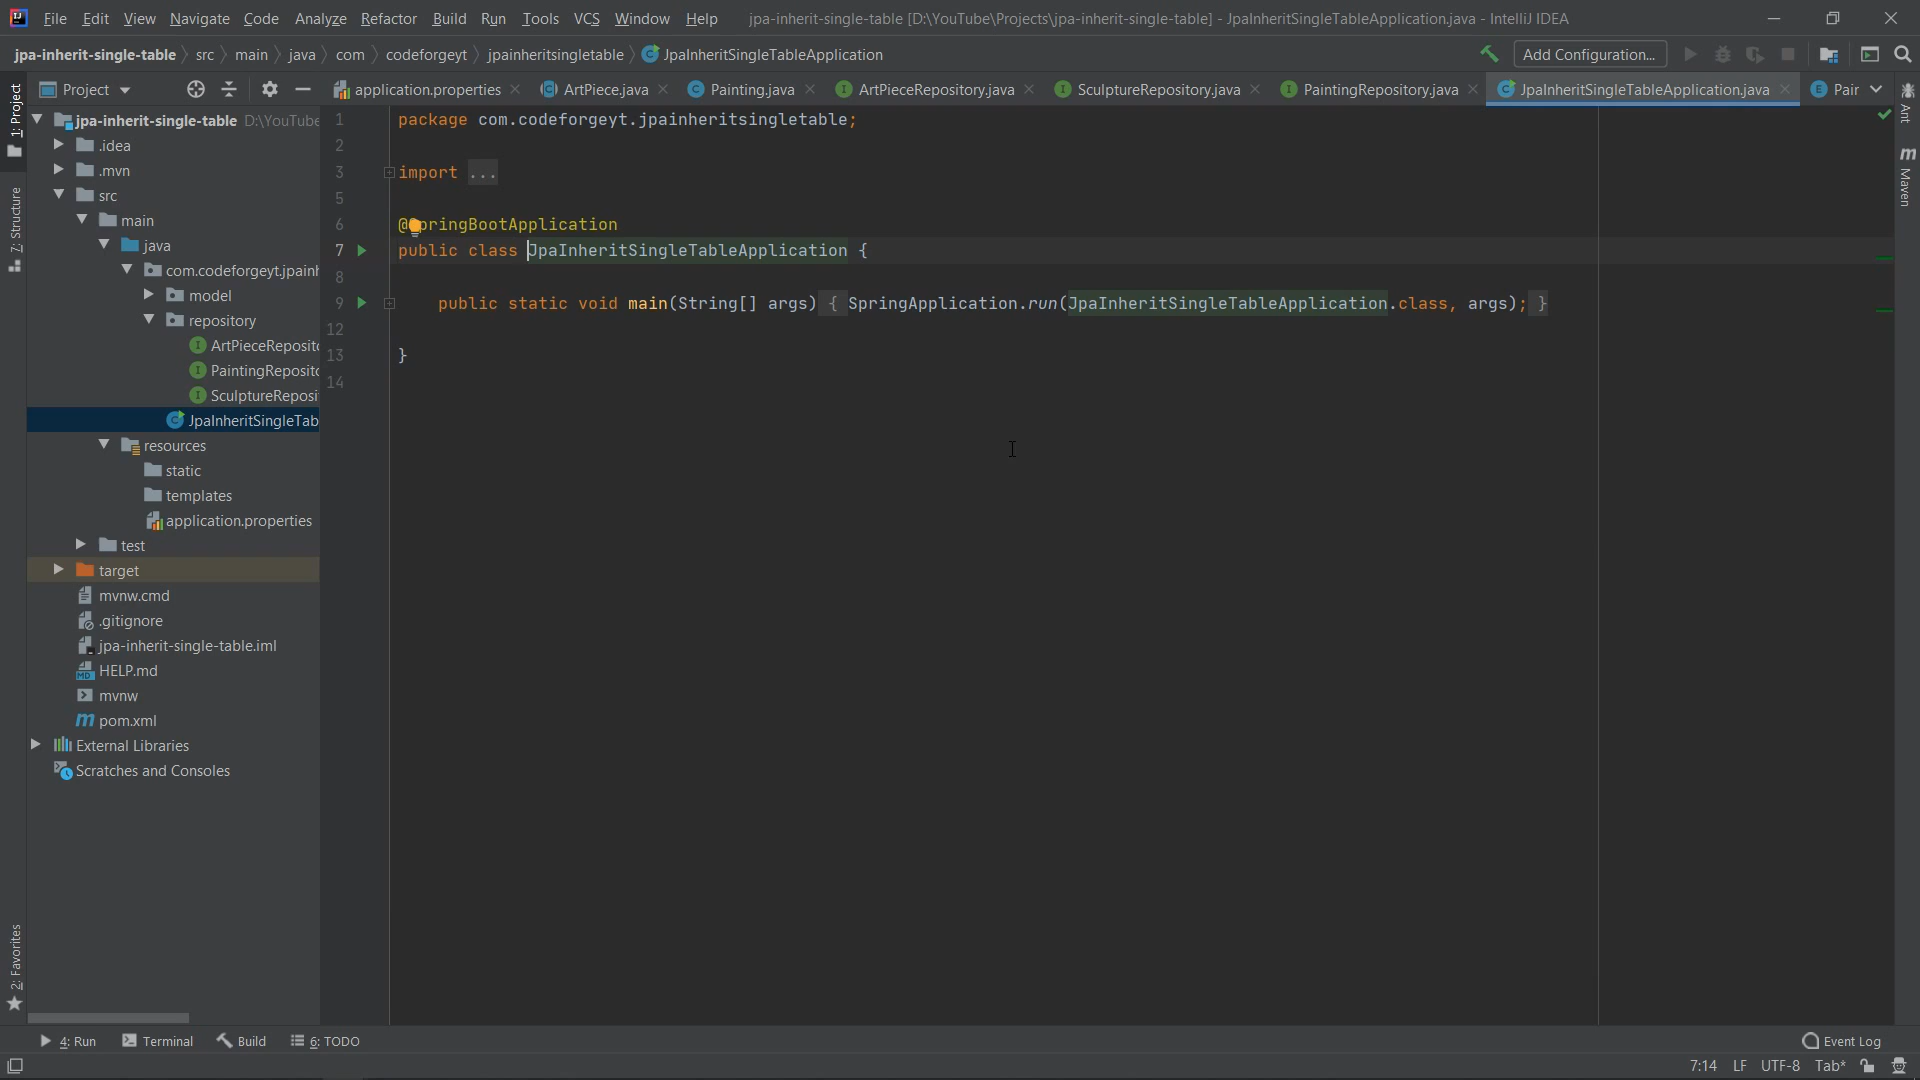 File Edit View Navigate Code Analyze Refactor Build Run Tools VCS Window Help jpa-inherit-single-table [D:\YouTube\Projects\jpa-inherit-single-table] - JpaInheritSingleTableApplication.java - IntelliJ IDEA
jpa-inherit-single-table src main java com codeforgeyt jpainheritsingletable JpaInheritSingleTableApplication Add Configuration...
1: Project
7: Structure
2: Favorites
Project
application.properties ArtPiece.java Painting.java ArtPieceRepository.java SculptureRepository.java PaintingRepository.java JpaInheritSingleTableApplication.java Pair
Ant
Maven
jpa-inherit-single-table D:\YouTube
.idea
.mvn
src
main
java
com.codeforgeyt.jpainh
model
repository
ArtPieceReposito
PaintingReposito
SculptureReposi
JpaInheritSingleTab
resources
static
templates
application.properties
test
target
mvnw.cmd
.gitignore
jpa-inherit-single-table.iml
HELP.md
mvnw
pom.xml
External Libraries
Scratches and Consoles
1 package com.codeforgeyt.jpainheritsingletable;
2
3 import ...
5
6 @SpringBootApplication
7 public class JpaInheritSingleTableApplication {
8
9 public static void main(String[] args) { SpringApplication.run(JpaInheritSingleTableApplication.class, args); }
12
13 }
14
4: Run Terminal Build 6: TODO Event Log
7:14 LF UTF-8 Tab*